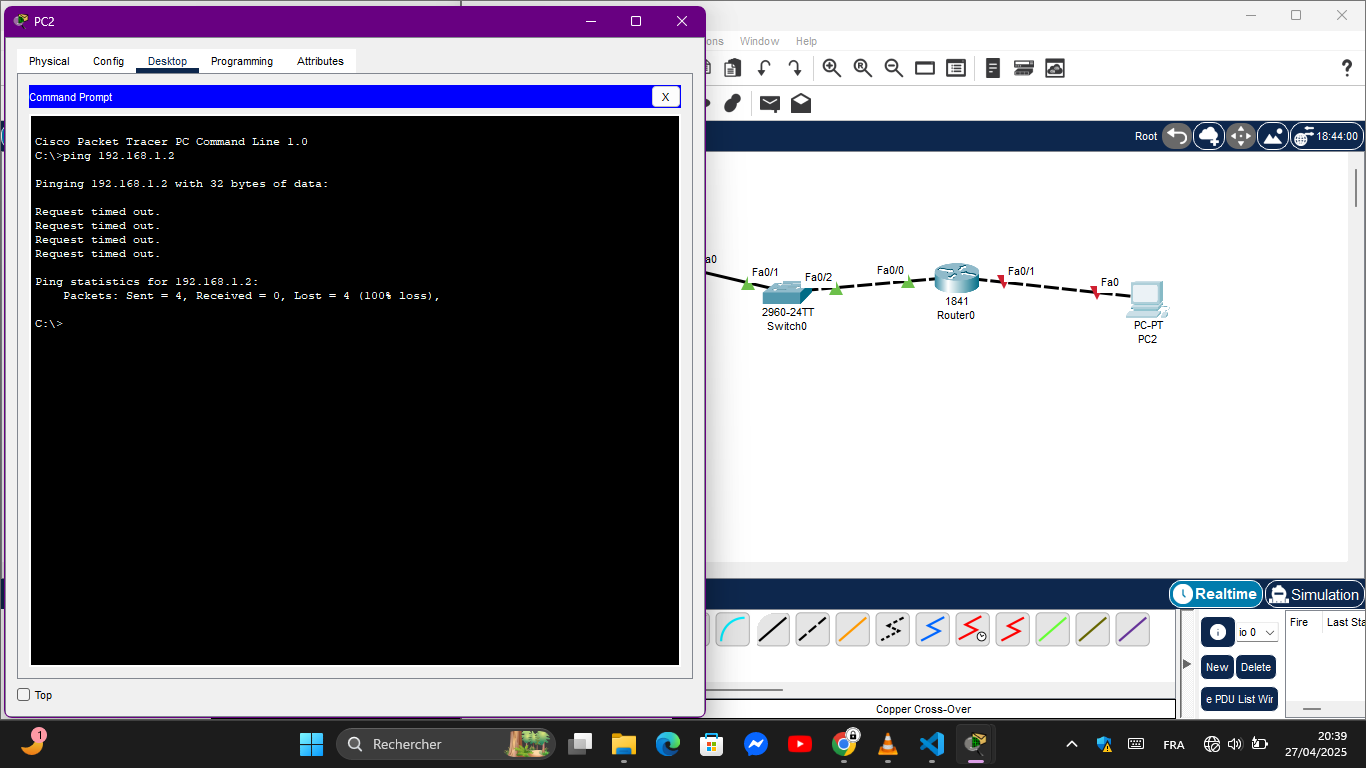 PC2
Physical Config Desktop Programming Attributes
Command Prompt X
Cisco Packet Tracer PC Command Line 1.0
C:\>ping 192.168.1.2
Pinging 192.168.1.2 with 32 bytes of data:
Request timed out.
Request timed out.
Request timed out.
Request timed out.
Ping statistics for 192.168.1.2:
Packets: Sent = 4, Received = 0, Lost = 4 (100% loss),
C:\>
Top
ons Window Help
?
Root 18:44:00
a0
Fa0/1
Fa0/2
2960-24TT
Switch0
Fa0/0
1841
Router0
Fa0/1
Fa0
PC-PT
PC2
Realtime Simulation
io 0
New Delete
e PDU List Wir
Fire Last Sta
Copper Cross-Over
1
Rechercher
FRA
20:39
27/04/2025